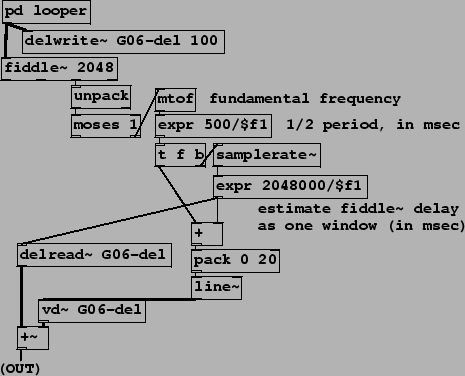 pd looper
delwrite~ G06-del 100
fiddle~ 2048
unpack
mtof fundamental frequency
moses 1
expr 500/$f1 1/2 period, in msec
t f b
samplerate~
expr 2048000/$f1
estimate fiddle~ delay
as one window (in msec)
+
delread~ G06-del
pack 0 20
line~
vd~ G06-del
+~
(OUT)